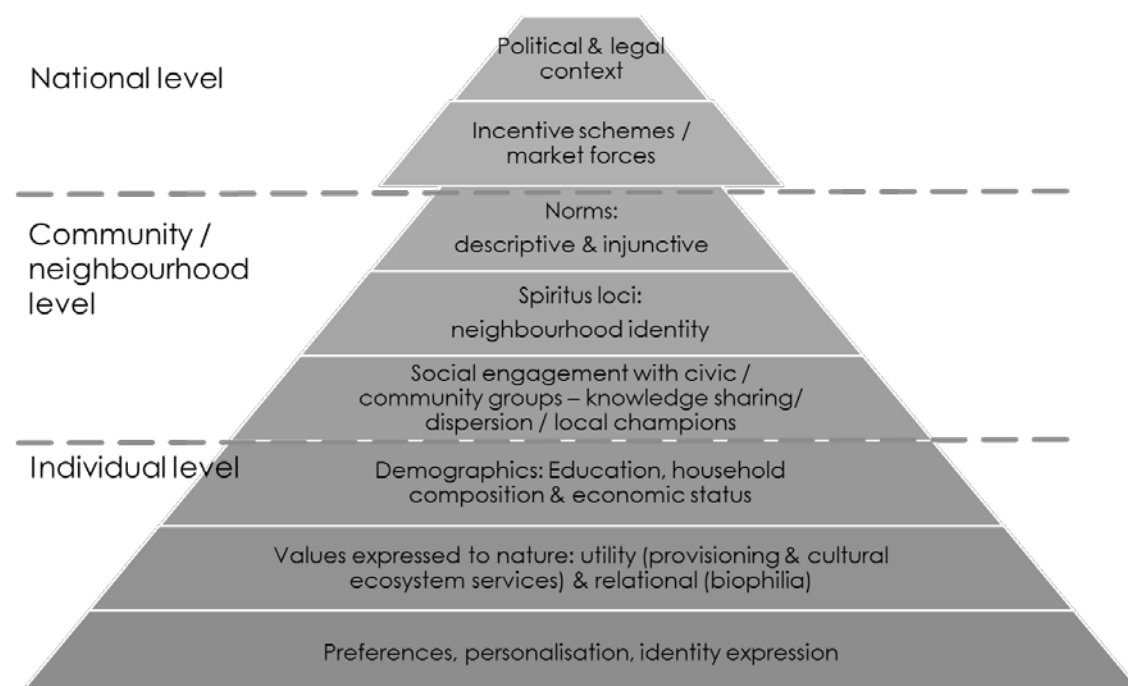 National level
Political & legal
context
Incentive schemes /
market forces
Community /
neighbourhood
level
Norms:
descriptive & injunctive
Spiritus loci:
neighbourhood identity
Social engagement with civic /
community groups – knowledge sharing/
dispersion / local champions
Individual level
Demographics: Education, household
composition & economic status
Values expressed to nature: utility (provisioning & cultural
ecosystem services) & relational (biophilia)
Preferences, personalisation, identity expression